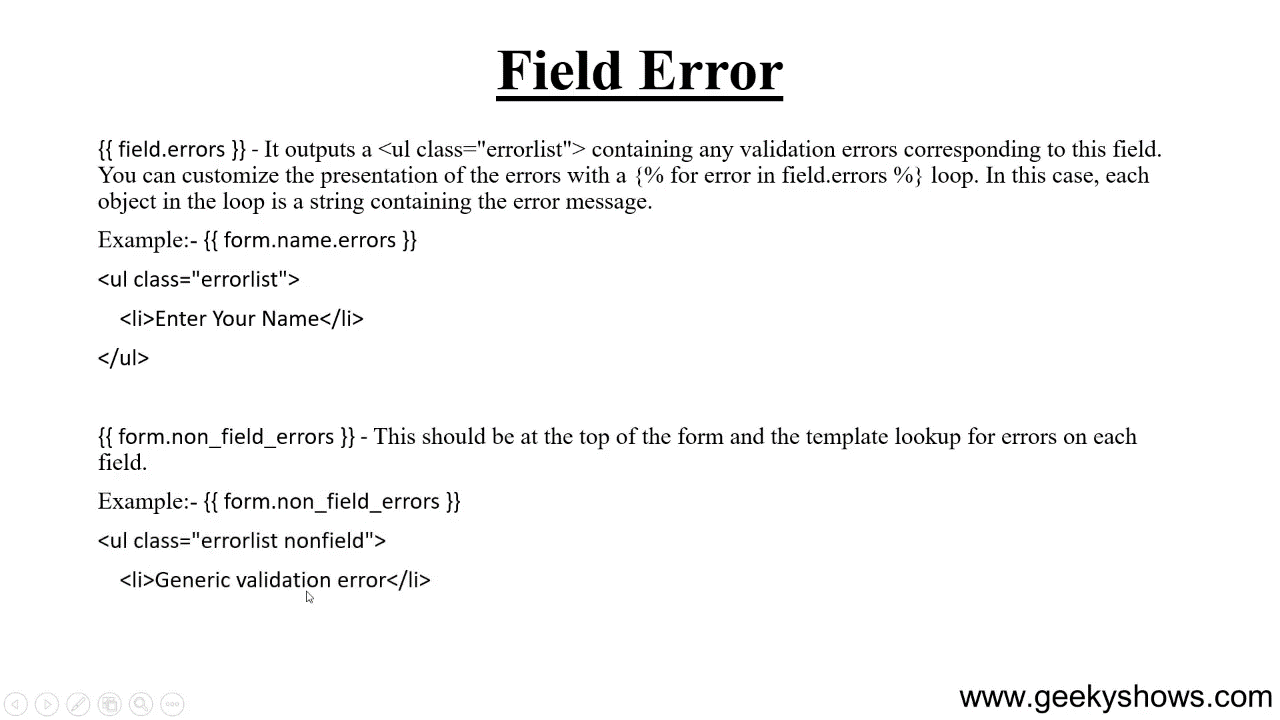 Field Error
{{ field.errors }} - It outputs a <ul class="errorlist"> containing any validation errors corresponding to this field.
You can customize the presentation of the errors with a {% for error in field.errors %} loop. In this case, each
object in the loop is a string containing the error message.
Example:- {{ form.name.errors }}
<ul class="errorlist">
<li>Enter Your Name</li>
</ul>
{{ form.non_field_errors }} - This should be at the top of the form and the template lookup for errors on each
field.
Example:- {{ form.non_field_errors }}
<ul class="errorlist nonfield">
<li>Generic validation error</li>
www.geekyshows.com